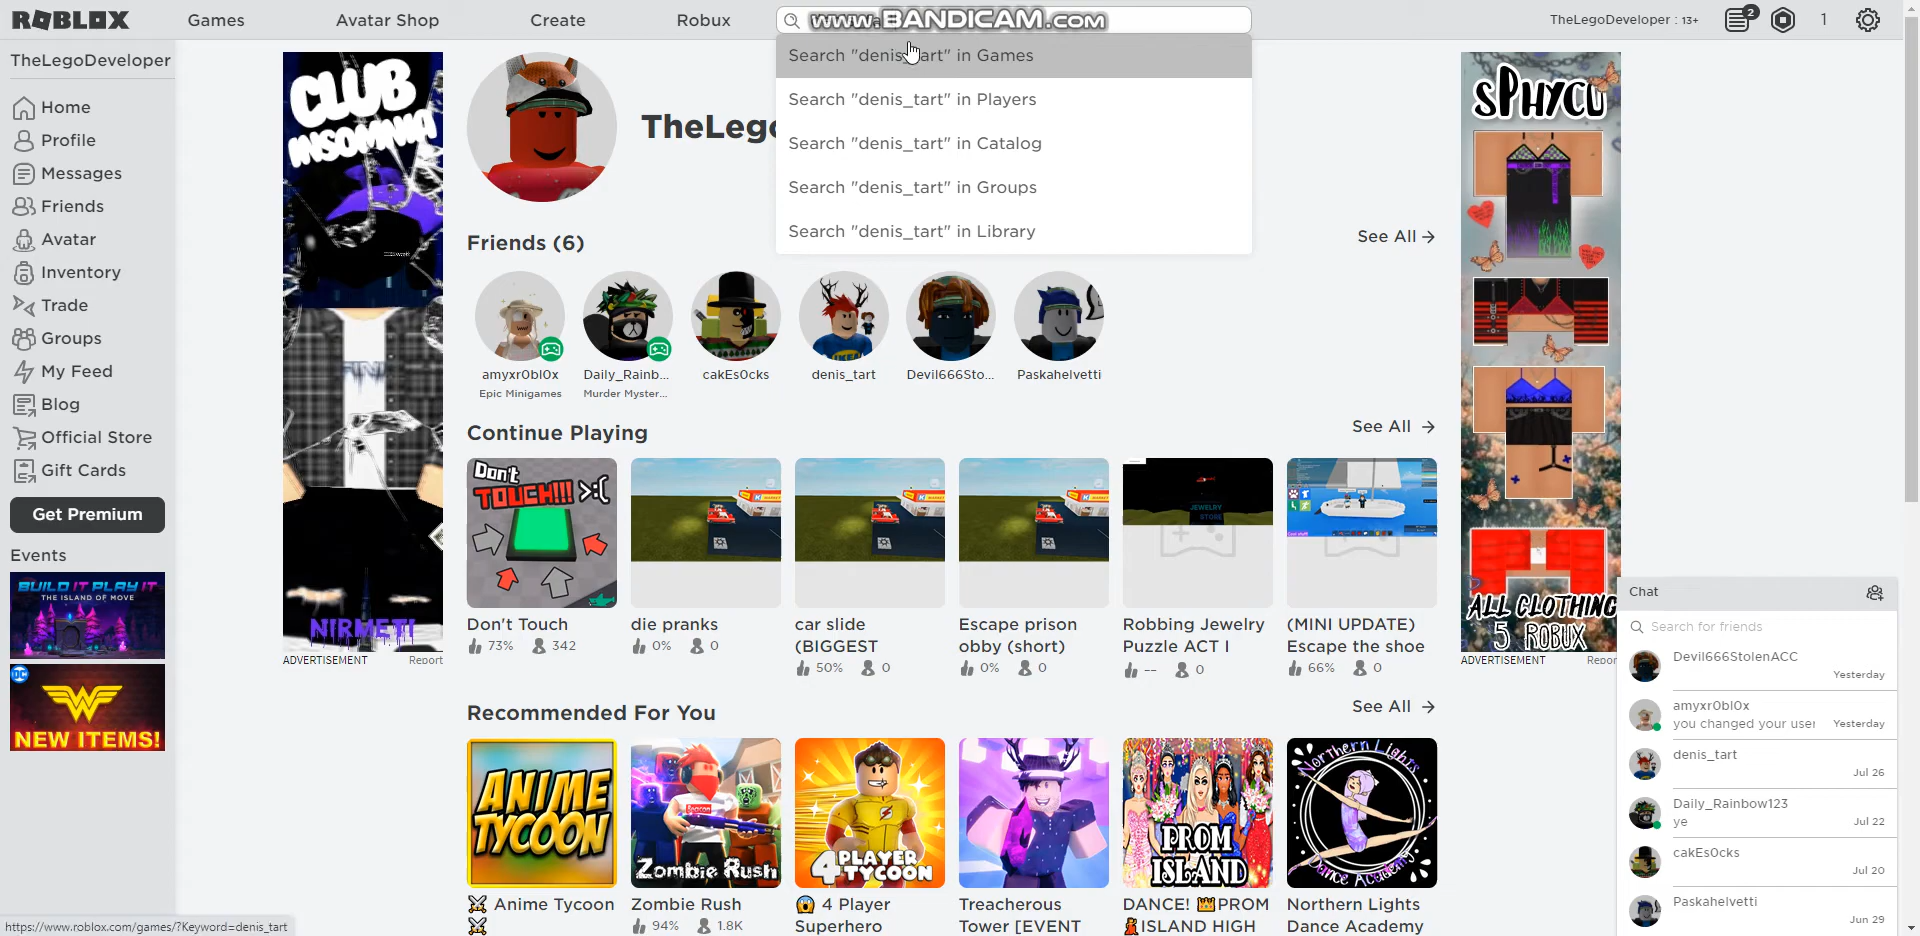 ROBLOX
Games
Avatar Shop
Create
Robux
WWW.BANDICAM.COM
TheLegoDeveloper : 13+
2
1
TheLegoDeveloper
Home
Profile
Messages
Friends
Avatar
Inventory
Trade
Groups
My Feed
Blog
Official Store
Gift Cards
Get Premium
Events
BUILD IT PLAY IT
THE ISLAND OF MOVE
DC
NEW ITEMS!
CLUB
INSOMNIA
NIRMETI
ADVERTISEMENT
Report
TheLego
Search "denis_tart" in Games
Search "denis_tart" in Players
Search "denis_tart" in Catalog
Search "denis_tart" in Groups
Search "denis_tart" in Library
Friends (6)
See All
amyxr0bl0x
Epic Minigames
Daily_Rainb...
Murder Myster...
cakEs0cks
denis_tart
Devil666Sto...
Paskahelvetti
Continue Playing
See All
Don't
TOUCH!!! >:(
JEWELRY
STORE
Don't Touch
73%
342
die pranks
0%
0
car slide
(BIGGEST
50%
0
Escape prison
obby (short)
0%
0
Robbing Jewelry
Puzzle ACT I
--
0
(MINI UPDATE)
Escape the shoe
66%
0
Recommended For You
See All
ANIME
TYCOON
Zombie Rush
4 PLAYER
TYCOON
PROM
ISLAND
Northern Lights
Dance Academy
Anime Tycoon
Zombie Rush
94%
1.8K
4 Player
Superhero
Treacherous
Tower [EVENT
DANCE! PROM
ISLAND HIGH
Northern Lights
Dance Academy
SPHYCU
ALL CLOTHING
5 ROBUX
ADVERTISEMENT
Repor
Chat
Search for friends
Devil666StolenACC
Yesterday
amyxr0bl0x
you changed your user
Yesterday
denis_tart
Jul 26
Daily_Rainbow123
ye
Jul 22
cakEs0cks
Jul 20
Paskahelvetti
Jun 29
https://www.roblox.com/games/?Keyword=denis_tart